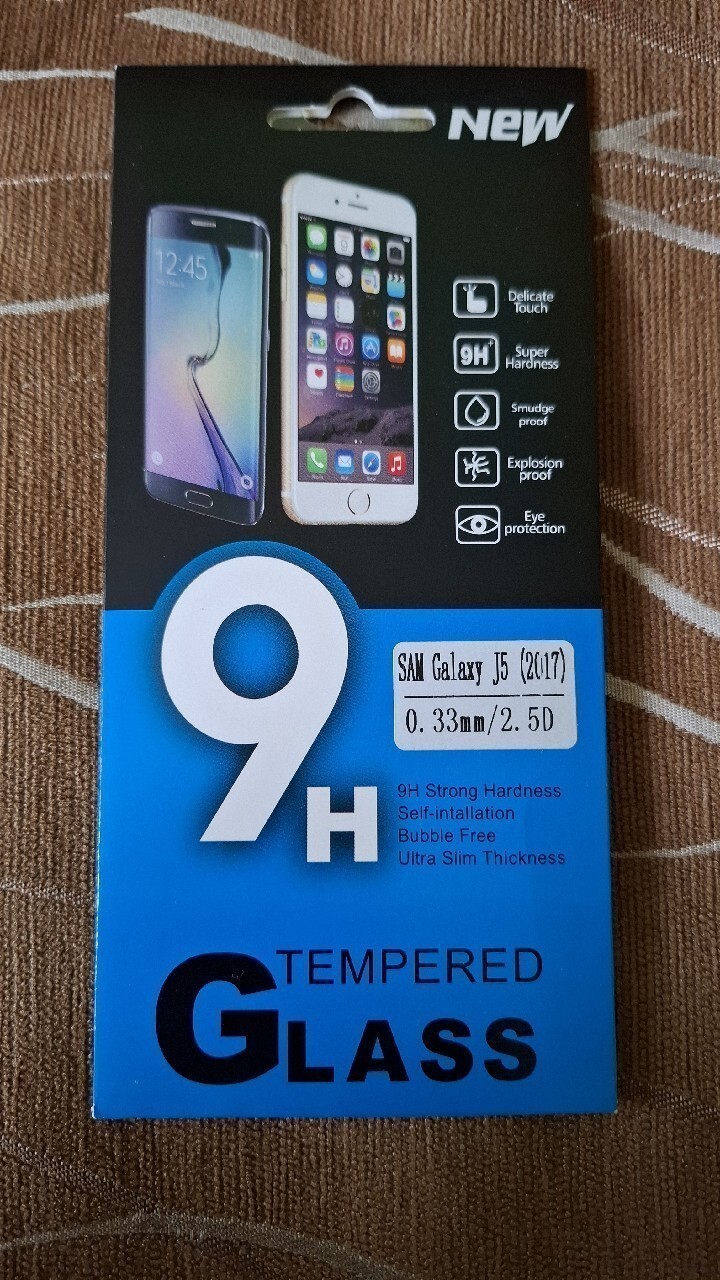 New
12:45
Delicate
Touch
9H+
Super
Hardness
Smudge
proof
Explosion
proof
Eye
protection
9H
SAM Galaxy J5 (2017)
0.33mm/2.5D
9H Strong Hardness
Self-intallation
Bubble Free
Ultra Slim Thickness
TEMPERED
GLASS